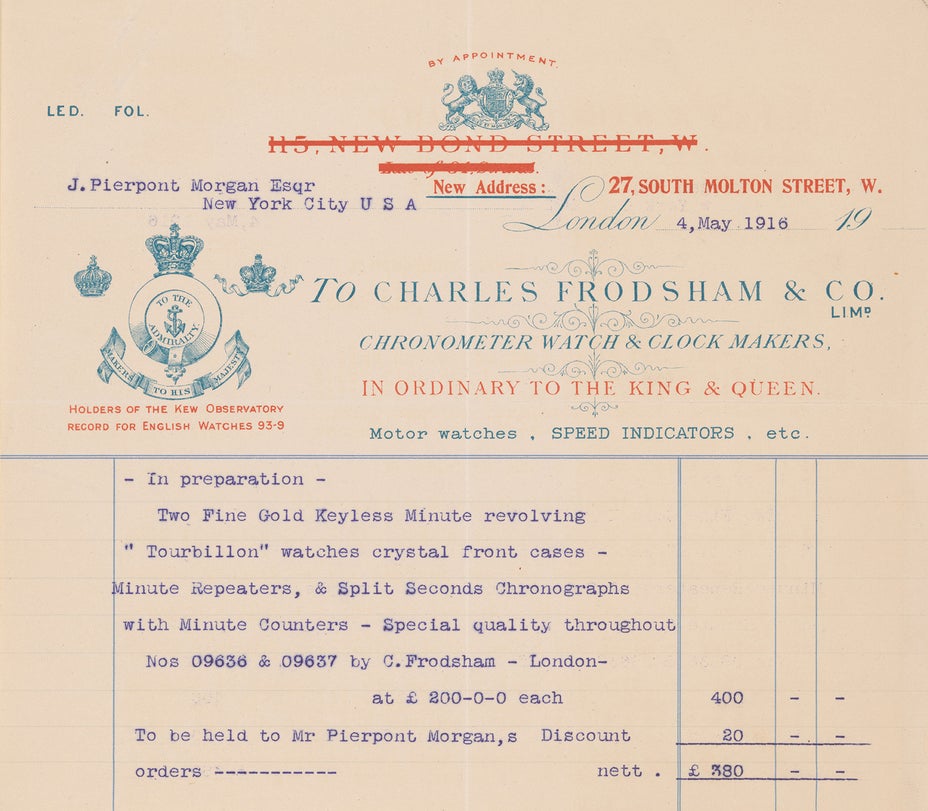 BY APPOINTMENT.
LED. FOL.
115, NEW BOND STREET, W.
J.Pierpont Morgan Esqr
New Address: 27, SOUTH MOLTON STREET, W.
New York City U S A
London 4,May 1916 19
TO THE
ADMIRALTY.
MAKERS TO HIS MAJESTY
HOLDERS OF THE KEW OBSERVATORY
RECORD FOR ENGLISH WATCHES 93-9
TO CHARLES FRODSHAM & CO.
LIMD
CHRONOMETER WATCH & CLOCK MAKERS,
IN ORDINARY TO THE KING & QUEEN.
Motor watches , SPEED INDICATORS , etc.
- In preparation -
Two Fine Gold Keyless Minute revolving
" Tourbillon" watches crystal front cases -
Minute Repeaters, & Split Seconds Chronographs
with Minute Counters - Special quality throughout
Nos 09636 & 09637 by C.Frodsham - London-
at £ 200-0-0 each 400 - -
To be held to Mr Pierpont Morgan,s Discount 20 - -
orders ----------- nett . £ 380 - -